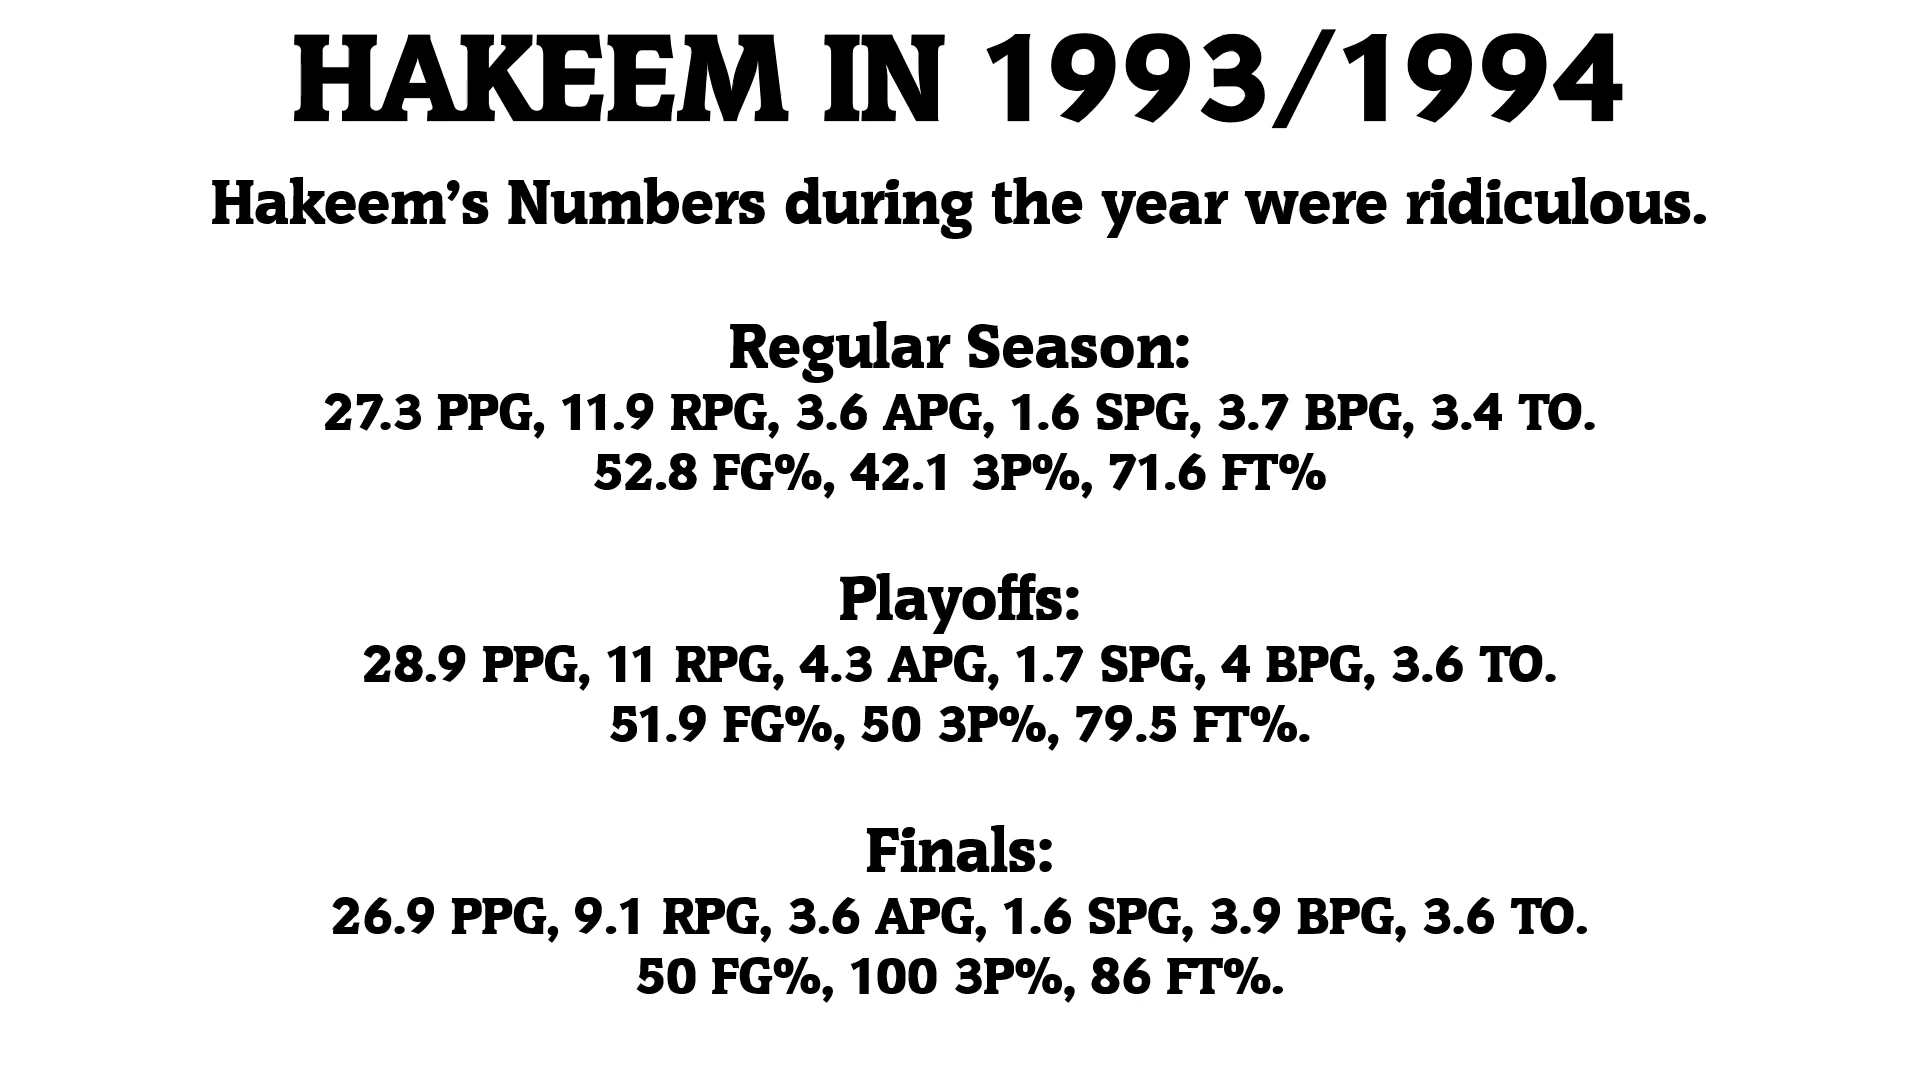 HAKEEM IN 1993/1994
Hakeem’s Numbers during the year were ridiculous.
Regular Season:
27.3 PPG, 11.9 RPG, 3.6 APG, 1.6 SPG, 3.7 BPG, 3.4 TO.
52.8 FG%, 42.1 3P%, 71.6 FT%
Playoffs:
28.9 PPG, 11 RPG, 4.3 APG, 1.7 SPG, 4 BPG, 3.6 TO.
51.9 FG%, 50 3P%, 79.5 FT%.
Finals:
26.9 PPG, 9.1 RPG, 3.6 APG, 1.6 SPG, 3.9 BPG, 3.6 TO.
50 FG%, 100 3P%, 86 FT%.